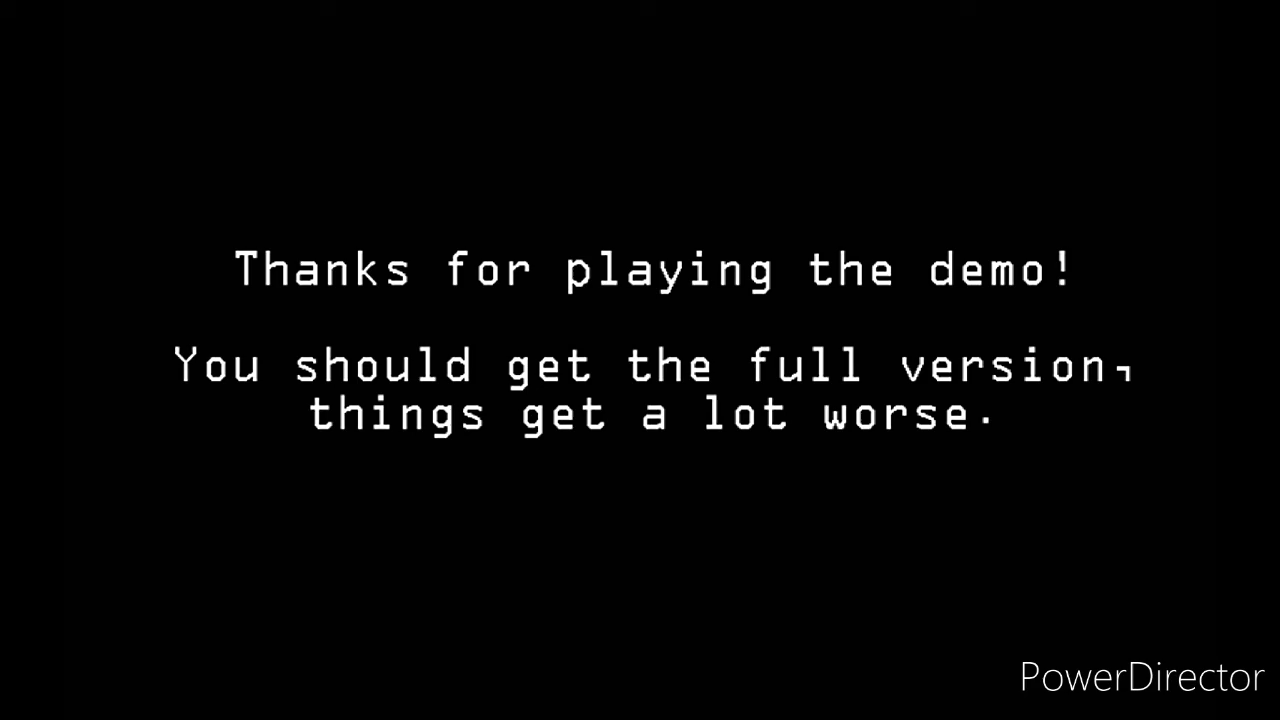 Thanks for playing the demo!
You should get the full version,
things get a lot worse.
PowerDirector